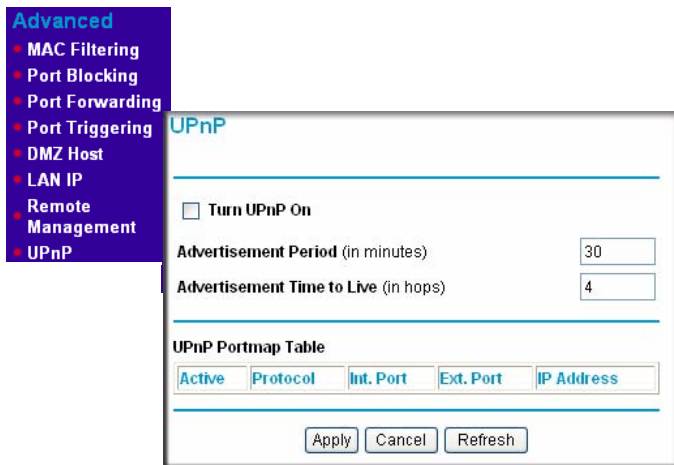 Advanced
MAC Filtering
Port Blocking
Port Forwarding
Port Triggering
DMZ Host
LAN IP
Remote
Management
UPnP
UPnP
Turn UPnP On
Advertisement Period (in minutes) 30
Advertisement Time to Live (in hops) 4
UPnP Portmap Table
Active Protocol Int. Port Ext. Port IP Address
Apply Cancel Refresh